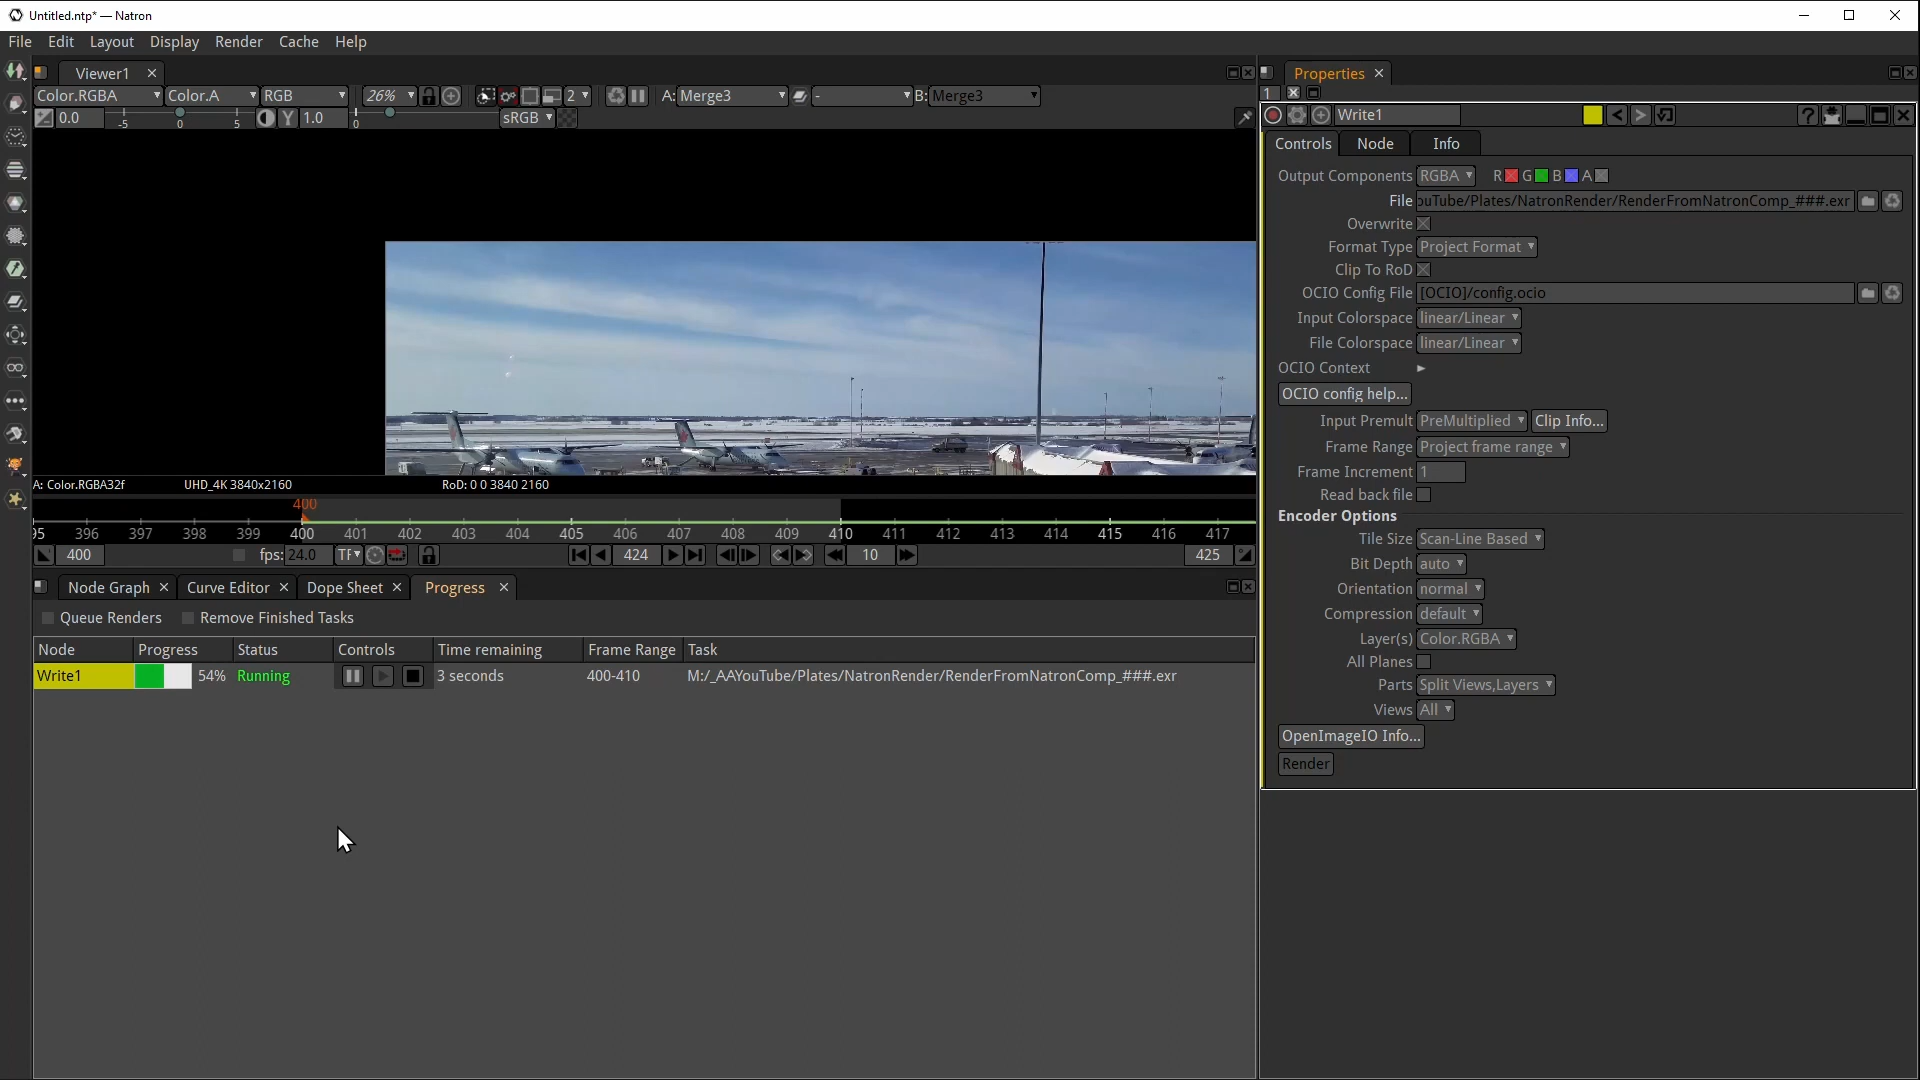 Untitled.ntp* — Natron
File Edit Layout Display Render Cache Help
Viewer1
Properties
Color.RGBA Color.A RGB 26% 2 A: Merge3 - B: Merge3
1
0.0 -5 0 5 Y 1.0 0 sRGB
Write1
Controls Node Info
Output Components RGBA R G B A
File ouTube/Plates/NatronRender/RenderFromNatronComp_###.exr
Overwrite
Format Type Project Format
Clip To RoD
OCIO Config File [OCIO]/config.ocio
Input Colorspace linear/Linear
File Colorspace linear/Linear
OCIO Context
OCIO config help...
Input Premult PreMultiplied Clip Info...
Frame Range Project frame range
Frame Increment 1
Read back file
Encoder Options
Tile Size Scan-Line Based
Bit Depth auto
Orientation normal
Compression default
Layer(s) Color.RGBA
All Planes
Parts Split Views,Layers
Views All
OpenImageIO Info...
Render
A: Color.RGBA32f UHD_4K 3840x2160 RoD: 0 0 3840 2160
400
95 396 397 398 399 400 401 402 403 404 405 406 407 408 409 410 411 412 413 414 415 416 417
400 fps: 24.0 TF 424 10 425
Node Graph Curve Editor Dope Sheet Progress
Queue Renders Remove Finished Tasks
Node Progress Status Controls Time remaining Frame Range Task
Write1 54% Running 3 seconds 400-410 M:/_AAYouTube/Plates/NatronRender/RenderFromNatronComp_###.exr